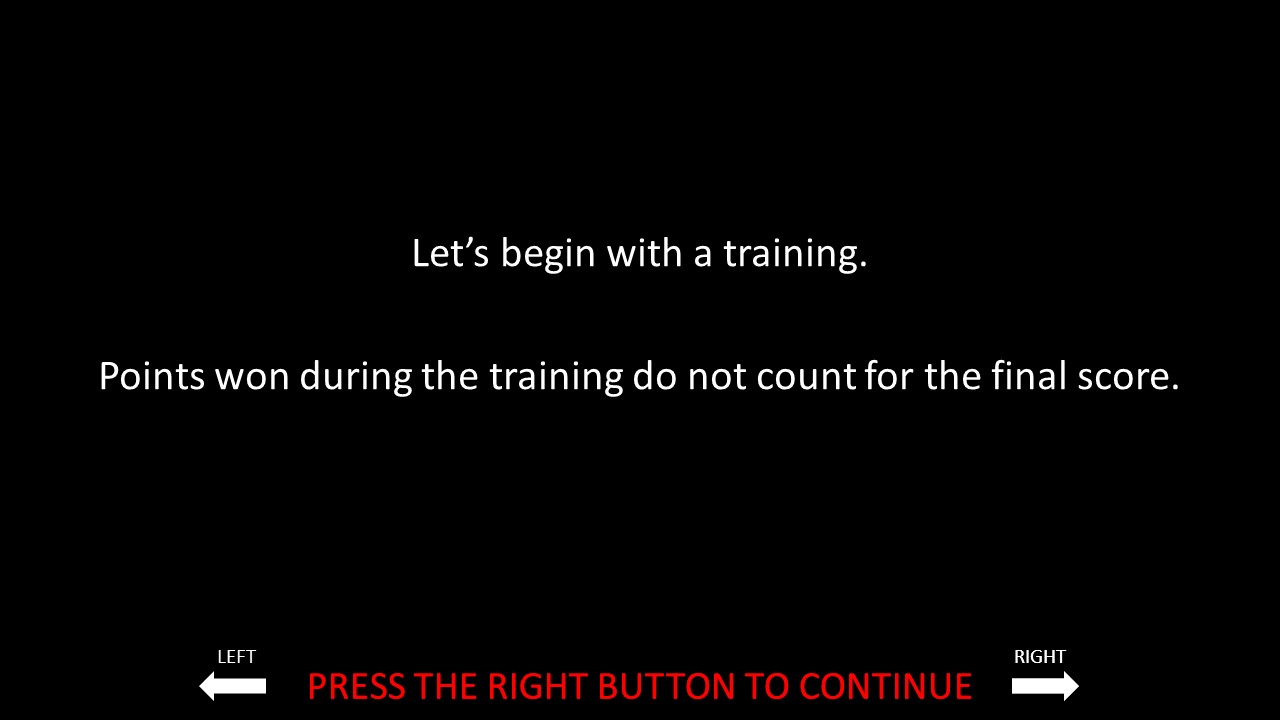 Let’s begin with a training.
Points won during the training do not count for the final score.
LEFT
RIGHT
PRESS THE RIGHT BUTTON TO CONTINUE